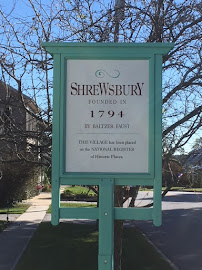 SHREWSBURY
FOUNDED IN
1794
BY BALTZER FAUST
THIS VILLAGE has been placed
on the NATIONAL REGISTER
of Historic Places